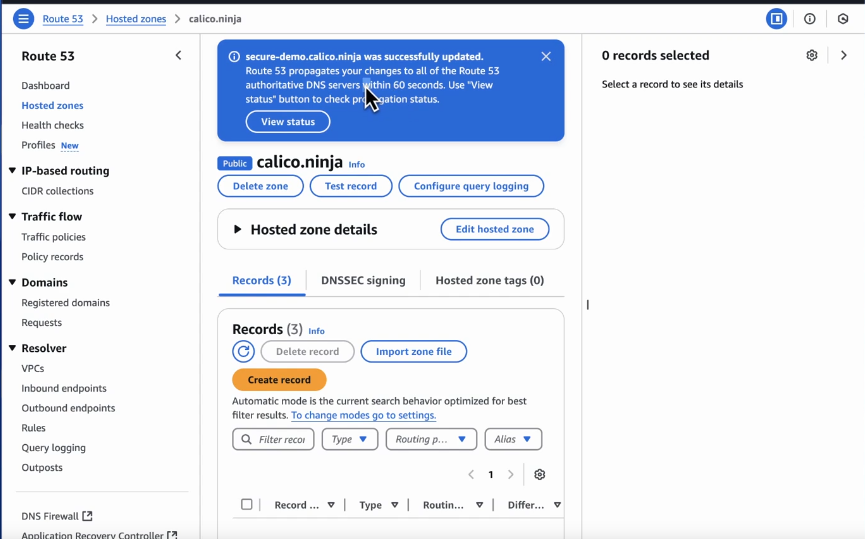 Route 53 > Hosted zones > calico.ninja
Route 53
Dashboard
Hosted zones
Health checks
Profiles New
IP-based routing
CIDR collections
Traffic flow
Traffic policies
Policy records
Domains
Registered domains
Requests
Resolver
VPCs
Inbound endpoints
Outbound endpoints
Rules
Query logging
Outposts
DNS Firewall
Application Recovery Controller
secure-demo.calico.ninja was successfully updated.
Route 53 propagates your changes to all of the Route 53
authoritative DNS servers within 60 seconds. Use "View
status" button to check propagation status.
View status
Public calico.ninja Info
Delete zone Test record Configure query logging
Hosted zone details Edit hosted zone
Records (3) DNSSEC signing Hosted zone tags (0)
Records (3) Info
Delete record Import zone file
Create record
Automatic mode is the current search behavior optimized for best
filter results. To change modes go to settings.
Filter recor Type Routing p... Alias
1
Record ... Type Routin... Differ...
0 records selected
Select a record to see its details